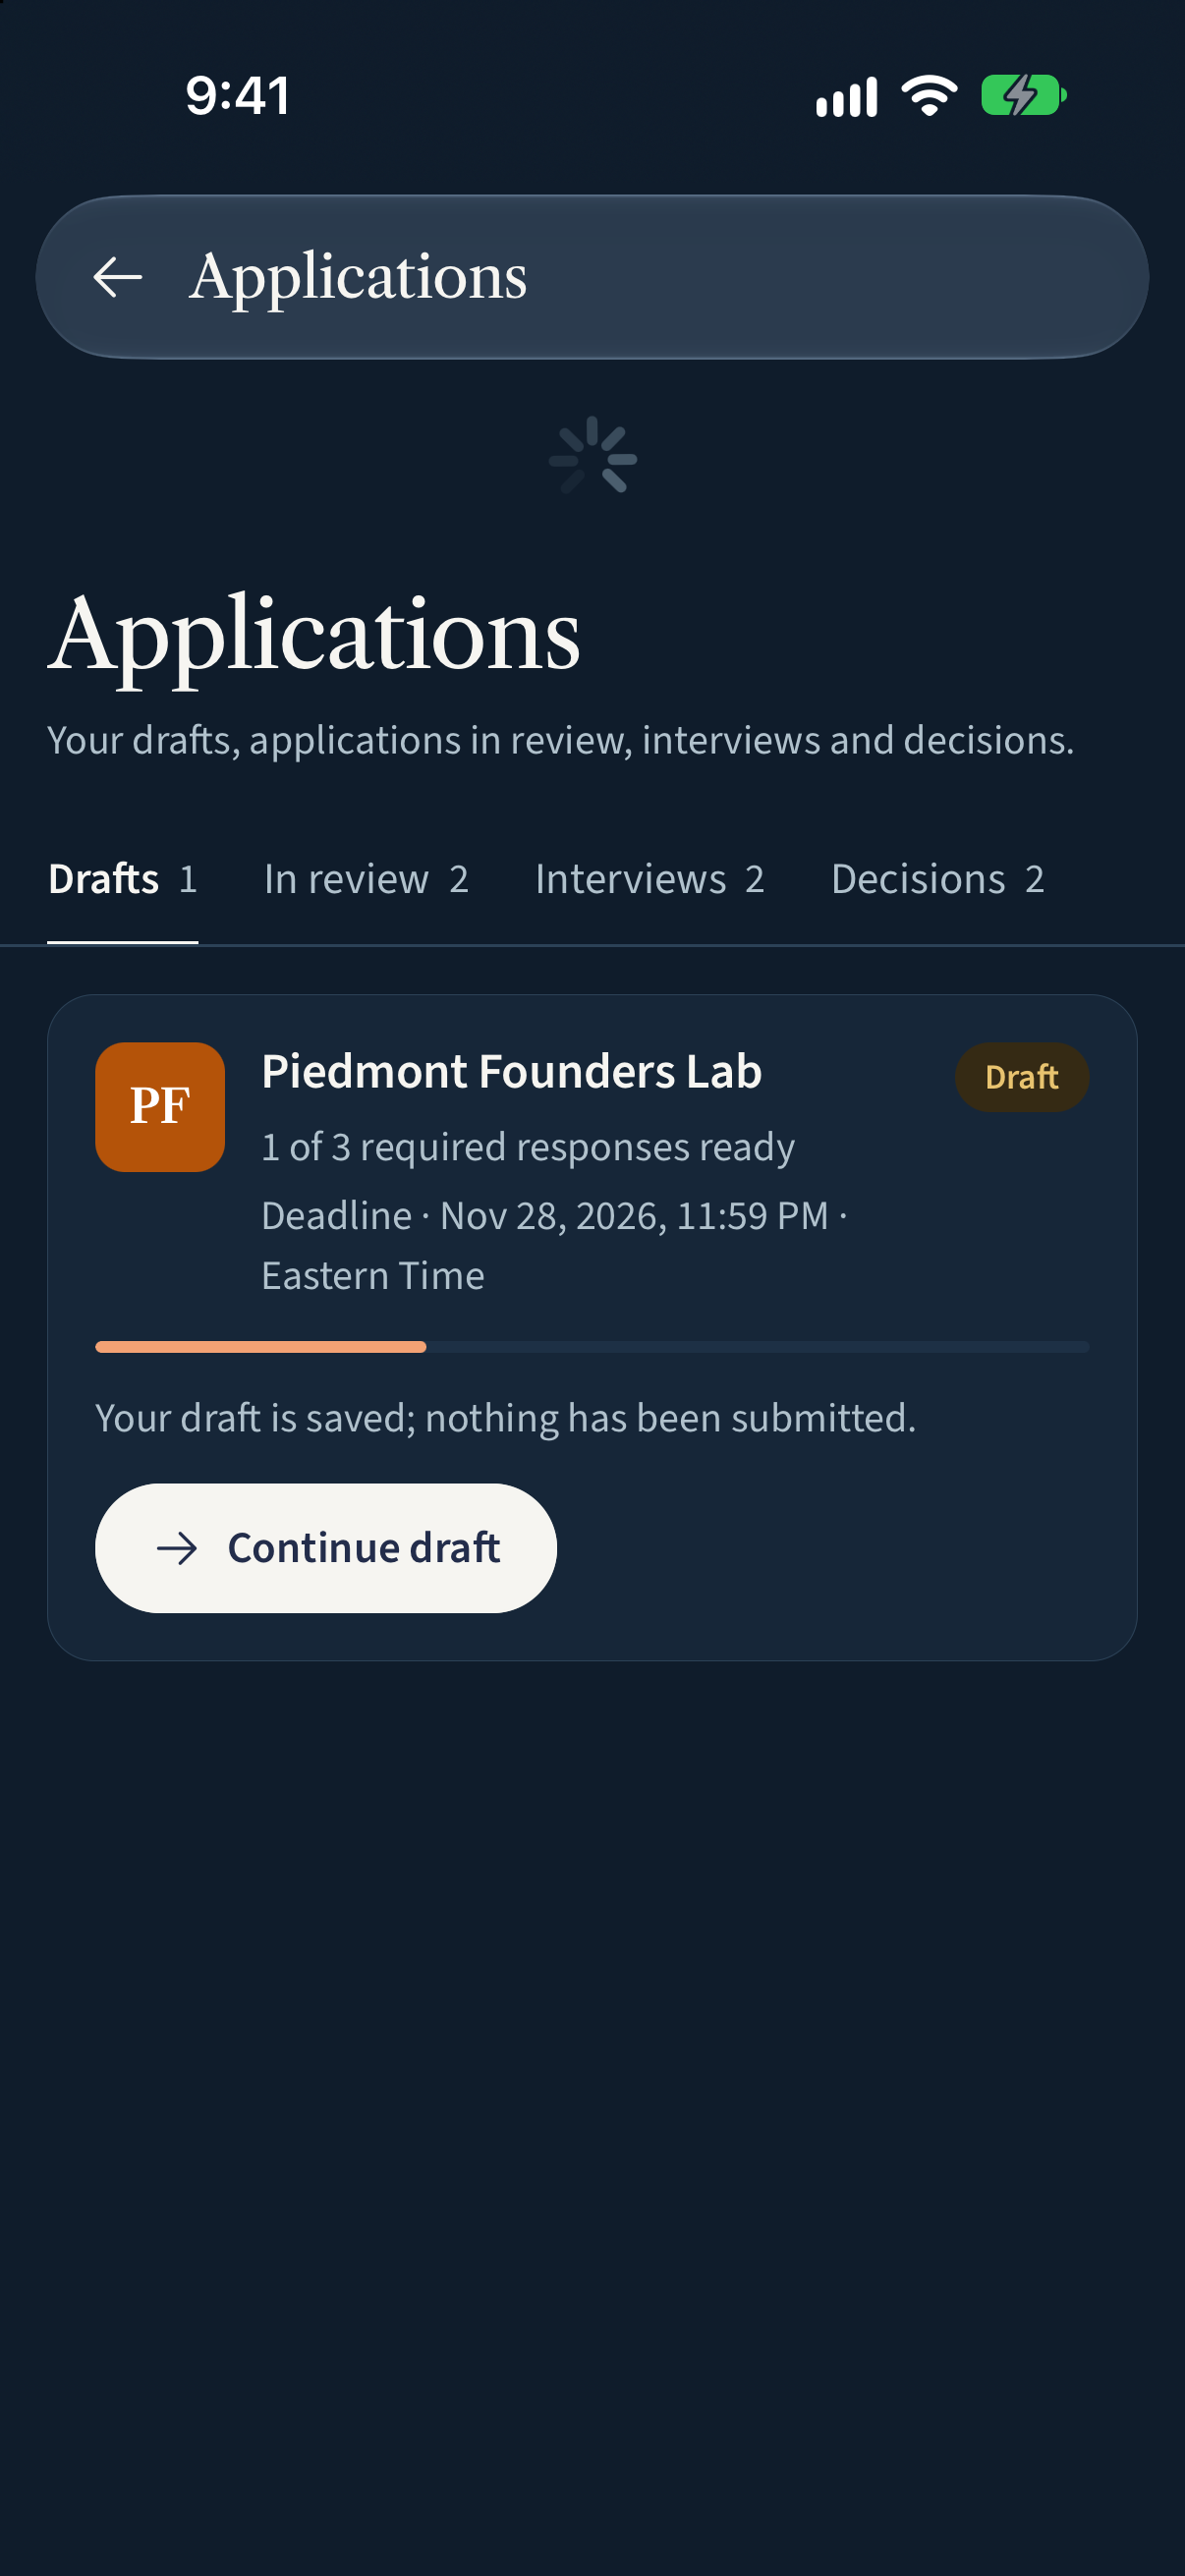 9:41
Applications
Applications
Your drafts, applications in review, interviews and decisions.
Drafts 1 In review 2 Interviews 2 Decisions 2
PF
Piedmont Founders Lab
Draft
1 of 3 required responses ready
Deadline · Nov 28, 2026, 11:59 PM ·
Eastern Time
Your draft is saved; nothing has been submitted.
Continue draft